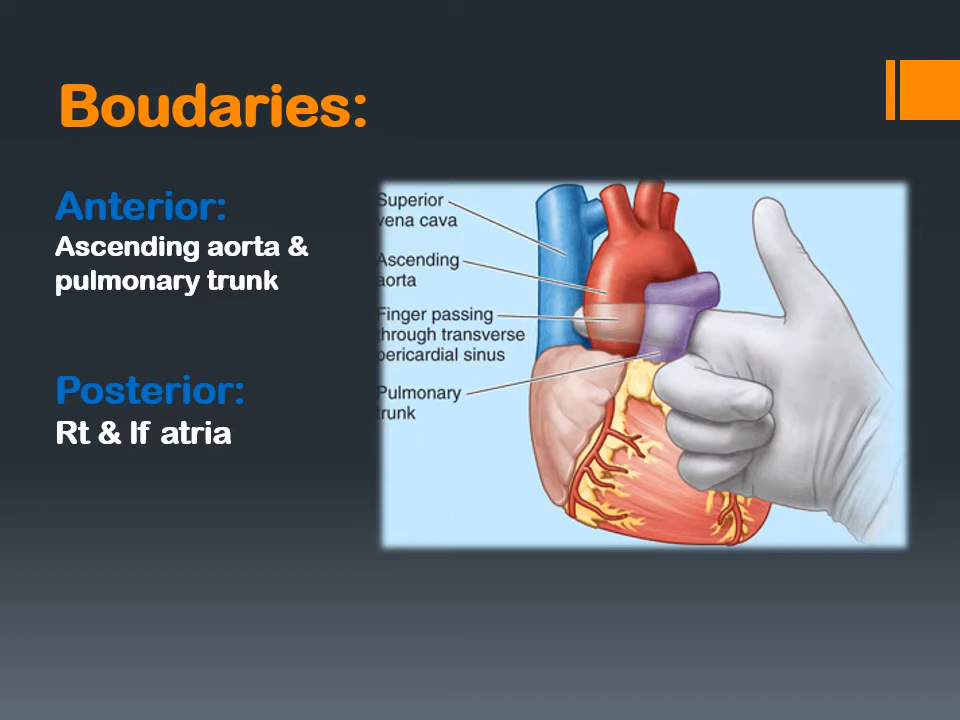 Boudaries:
Anterior:
Ascending aorta &
pulmonary trunk
Posterior:
Rt & lf atria
Superior
vena cava
Ascending
aorta
Finger passing
through transverse
pericardial sinus
Pulmonary
trunk